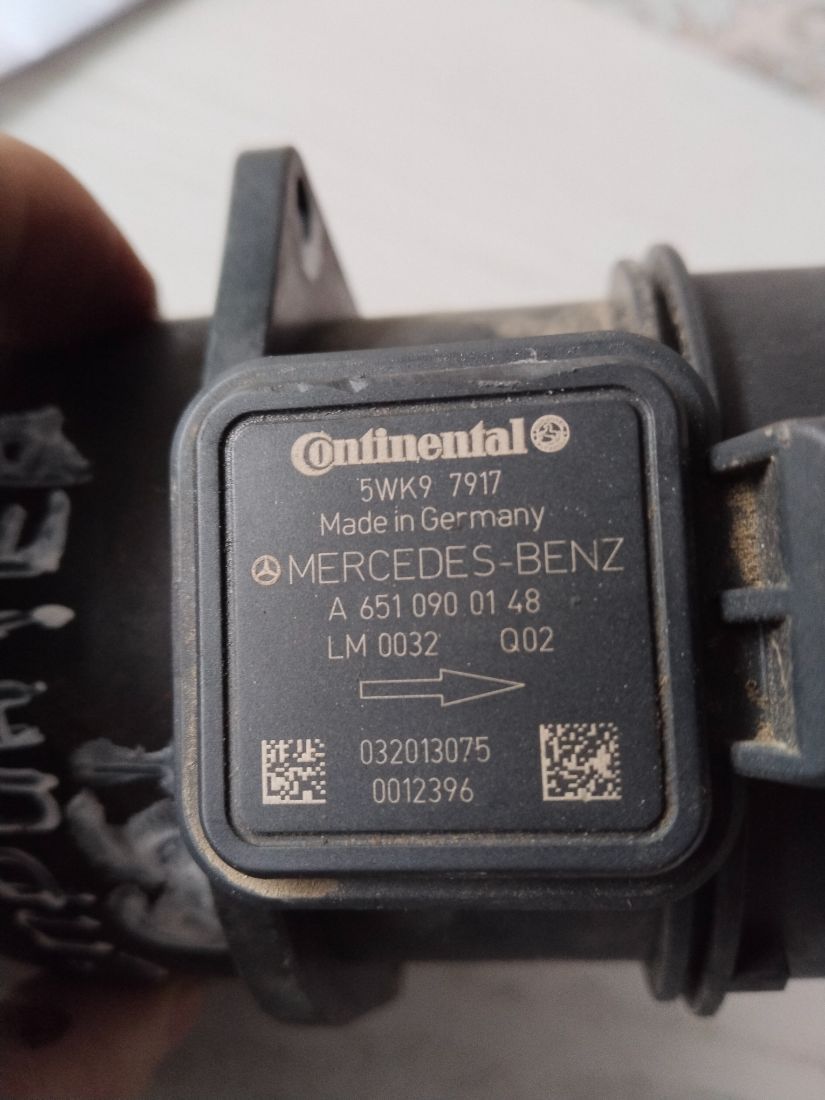 Continental
5WK9 7917
Made in Germany
MERCEDES-BENZ
A 651 090 01 48
LM 0032 Q02
032013075
0012396